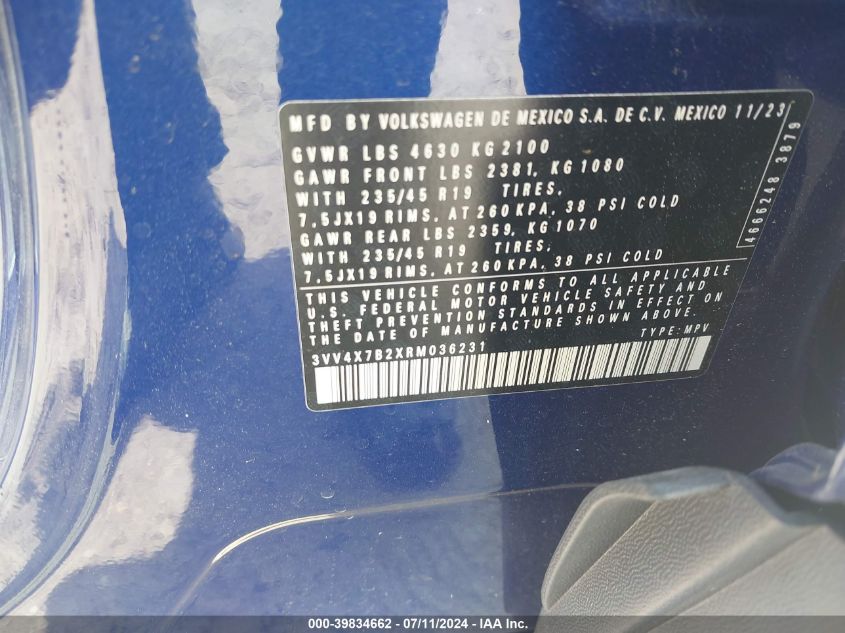 MFD BY VOLKSWAGEN DE MEXICO S.A. DE C.V. MEXICO 11/23
GVWR LBS 4630 KG 2100
GAWR FRONT LBS 2381, KG 1080
WITH 235/45 R19 TIRES,
7,5JX19 RIMS, AT 260 KPA, 38 PSI COLD
GAWR REAR LBS 2359, KG 1070
WITH 235/45 R19 TIRES,
7,5JX19 RIMS, AT 260 KPA, 38 PSI COLD
THIS VEHICLE CONFORMS TO ALL APPLICABLE
U.S. FEDERAL MOTOR VEHICLE SAFETY AND
THEFT PREVENTION STANDARDS IN EFFECT ON
THE DATE OF MANUFACTURE SHOWN ABOVE.
3VV4X7B2XRM036231 TYPE: MPV
4666248 3879
000-39834662 - 07/11/2024 - IAA Inc.